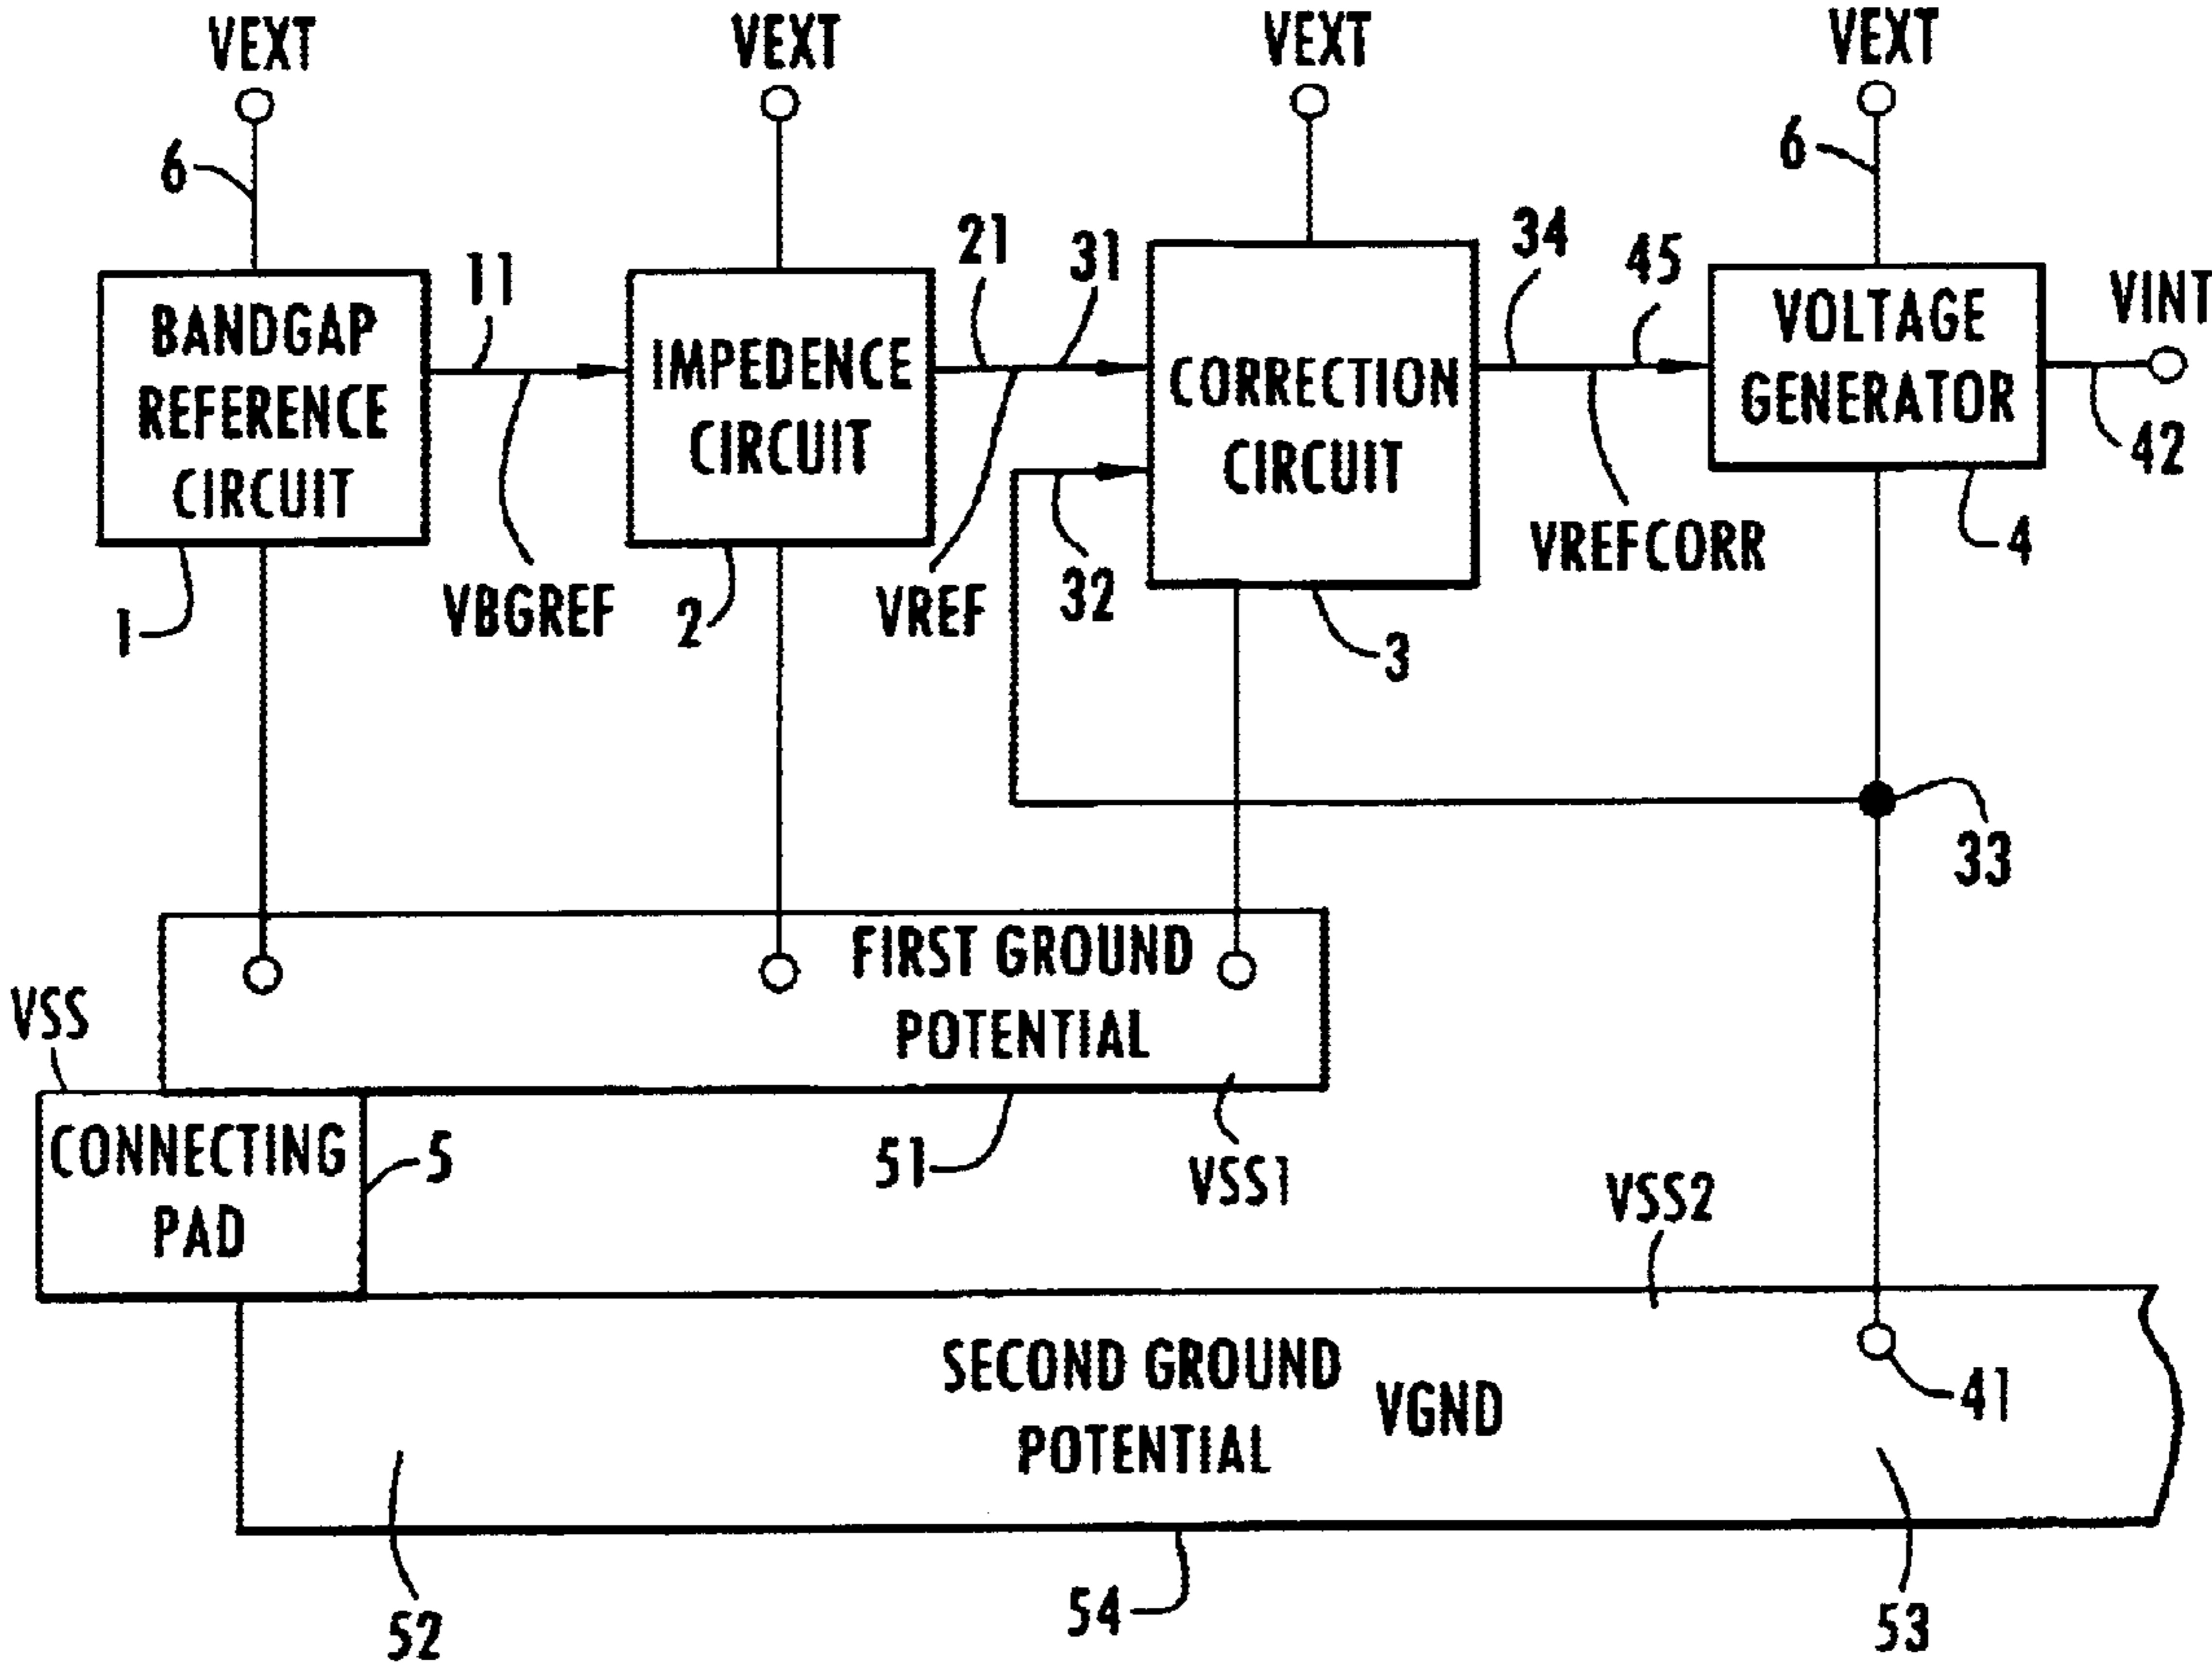 VEXT
VEXT
VEXT
VEXT
6
6
11
21
31
34
45
VINT
BANDGAP
REFERENCE
CIRCUIT
IMPEDENCE
CIRCUIT
CORRECTION
CIRCUIT
VOLTAGE
GENERATOR
42
1
VBGREF
2
VREF
32
3
VREFCORR
4
33
FIRST GROUND
POTENTIAL
VSS
CONNECTING
PAD
5
51
VSS1
VSS2
SECOND GROUND
POTENTIAL
VGND
41
52
54
53